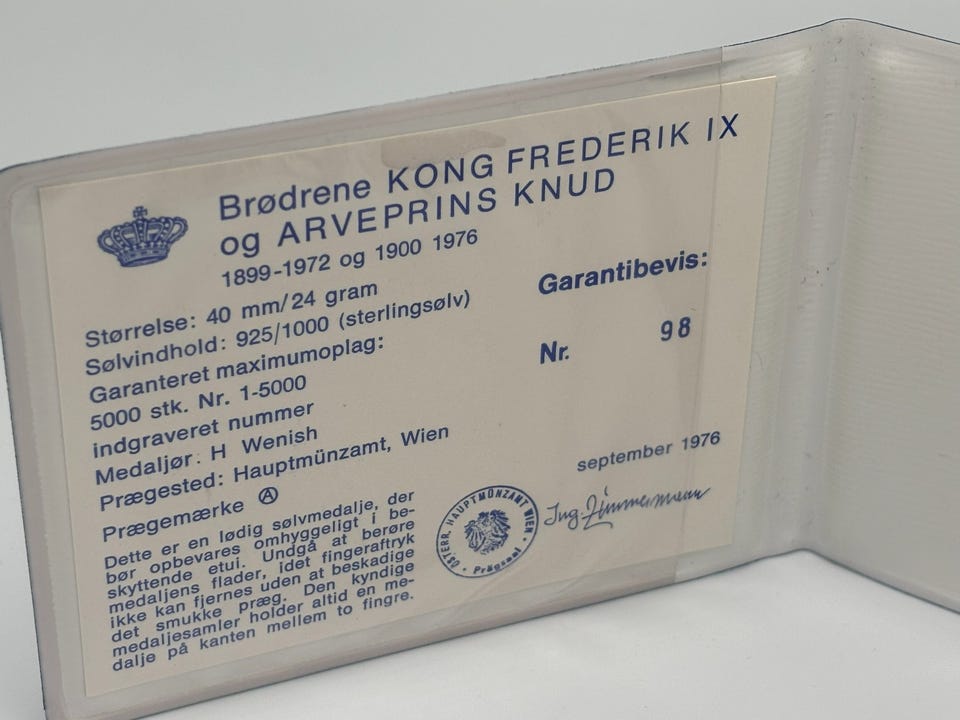 Brødrene KONG FREDERIK IX
og ARVEPRINS KNUD
1899-1972 og 1900 1976
Størrelse: 40 mm/24 gram
Sølvindhold: 925/1000 (sterlingsølv)
Garanteret maximumoplag:
5000 stk. Nr. 1-5000
indgraveret nummer
Medaljør: H Wenish
Prægested: Hauptmünzamt, Wien
Prægemærke Ⓐ
Dette er en lødig sølvmedalje, der
bør opbevares omhyggeligt i be-
skyttende etui. Undgå at berøre
medaljens flader, idet fingeraftryk
ikke kan fjernes uden at beskadige
det smukke præg. Den kyndige
medaljesamler holder altid en me-
dalje på kanten mellem to fingre.
Garantibevis:
Nr. 98
september 1976
Ing. Zimmermann
ÖSTERR. HAUPTMÜNZAMT WIEN
· Prägesaal ·